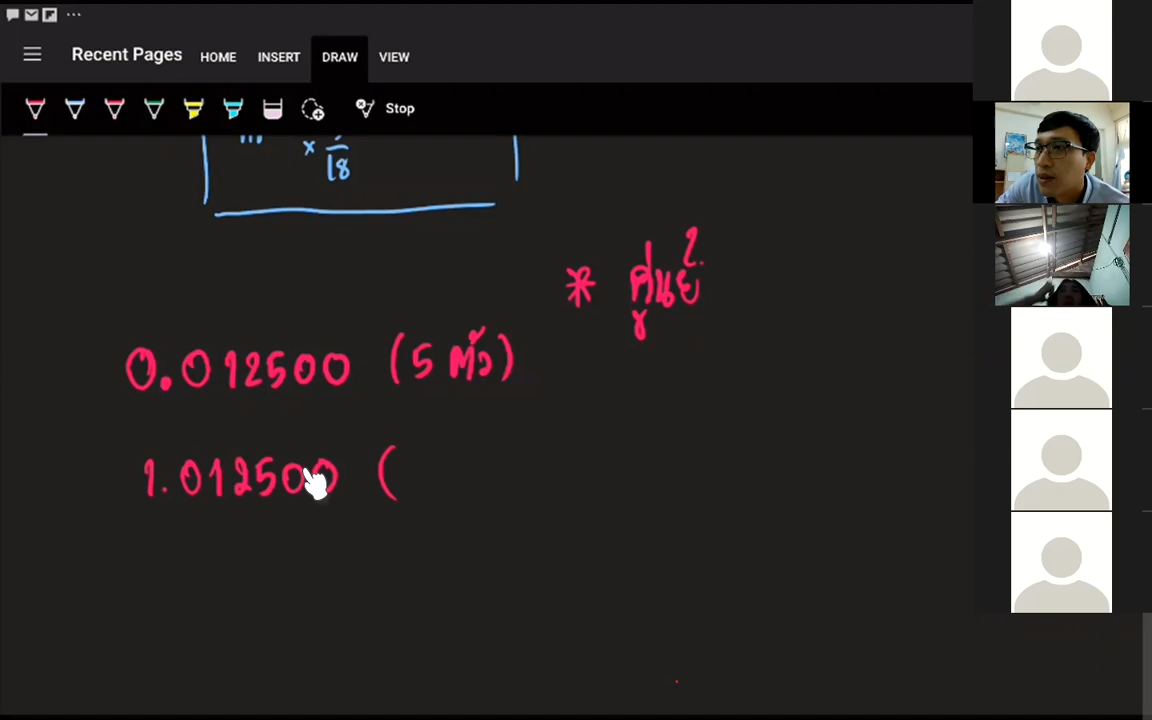 Recent Pages HOME INSERT DRAW VIEW
Stop
× 18
* ศูนย์
0.012500 (5 ตัว)
1.012500 (